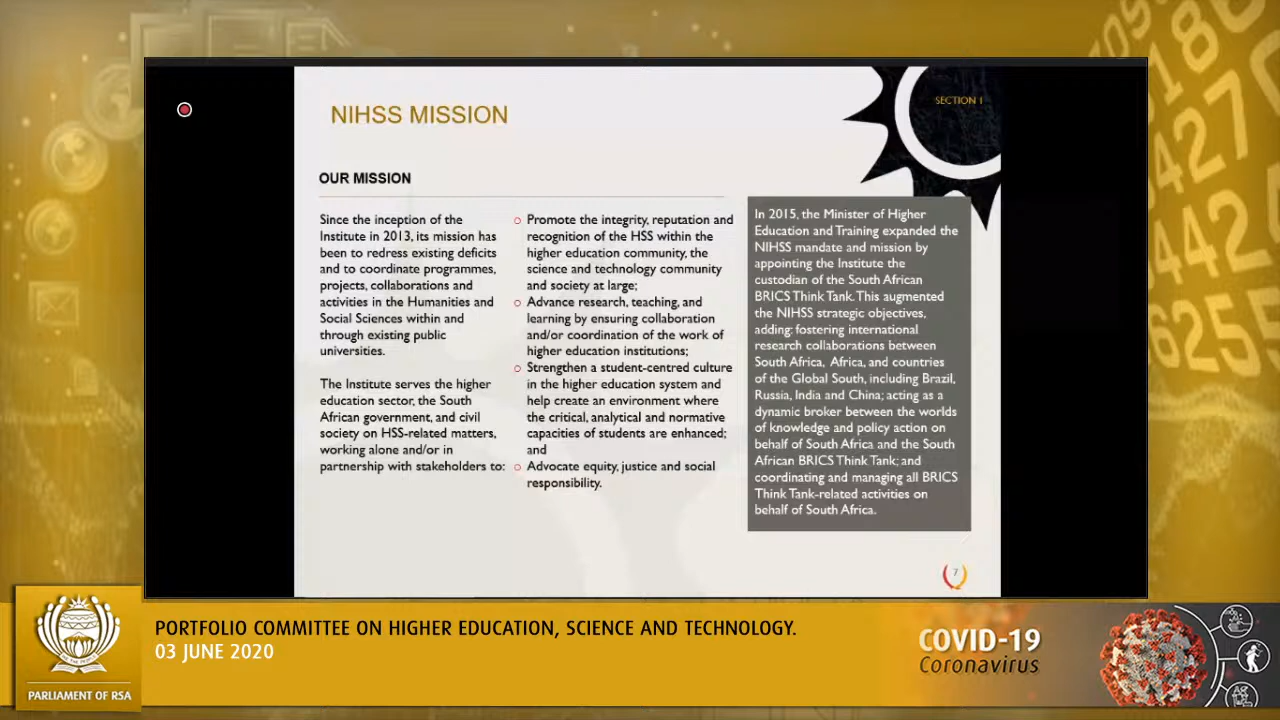 SECTION 1
NIHSS MISSION
OUR MISSION
Since the inception of the
Institute in 2013, its mission has
been to redress existing deficits
and to coordinate programmes,
projects, collaborations and
activities in the Humanities and
Social Sciences within and
through existing public
universities.
The Institute serves the higher
education sector, the South
African government, and civil
society on HSS-related matters,
working alone and/or in
partnership with stakeholders to:
Promote the integrity, reputation and
recognition of the HSS within the
higher education community, the
science and technology community
and society at large;
Advance research, teaching, and
learning by ensuring collaboration
and/or coordination of the work of
higher education institutions;
Strengthen a student-centred culture
in the higher education system and
help create an environment where
the critical, analytical and normative
capacities of students are enhanced;
and
Advocate equity, justice and social
responsibility.
In 2015, the Minister of Higher
Education and Training expanded the
NIHSS mandate and mission by
appointing the Institute the
custodian of the South African
BRICS Think Tank. This augmented
the NIHSS strategic objectives,
adding: fostering international
research collaborations between
South Africa, Africa, and countries
of the Global South, including Brazil,
Russia, India and China; acting as a
dynamic broker between the worlds
of knowledge and policy action on
behalf of South Africa and the South
African BRICS Think Tank; and
coordinating and managing all BRICS
Think Tank-related activities on
behalf of South Africa.
7
PORTFOLIO COMMITTEE ON HIGHER EDUCATION, SCIENCE AND TECHNOLOGY.
03 JUNE 2020
PARLIAMENT OF RSA
COVID-19
Coronavirus